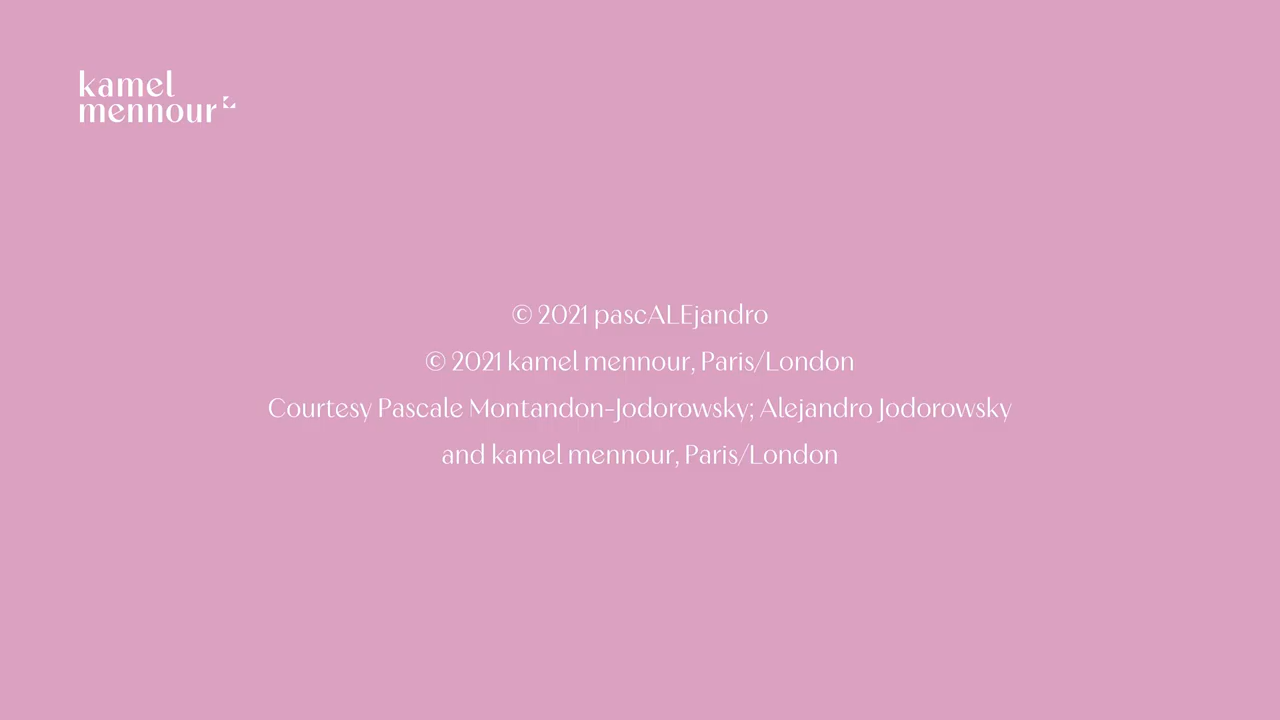 kamel
mennour
© 2021 pascALEjandro
© 2021 kamel mennour, Paris/London
Courtesy Pascale Montandon-Jodorowsky; Alejandro Jodorowsky
and kamel mennour, Paris/London